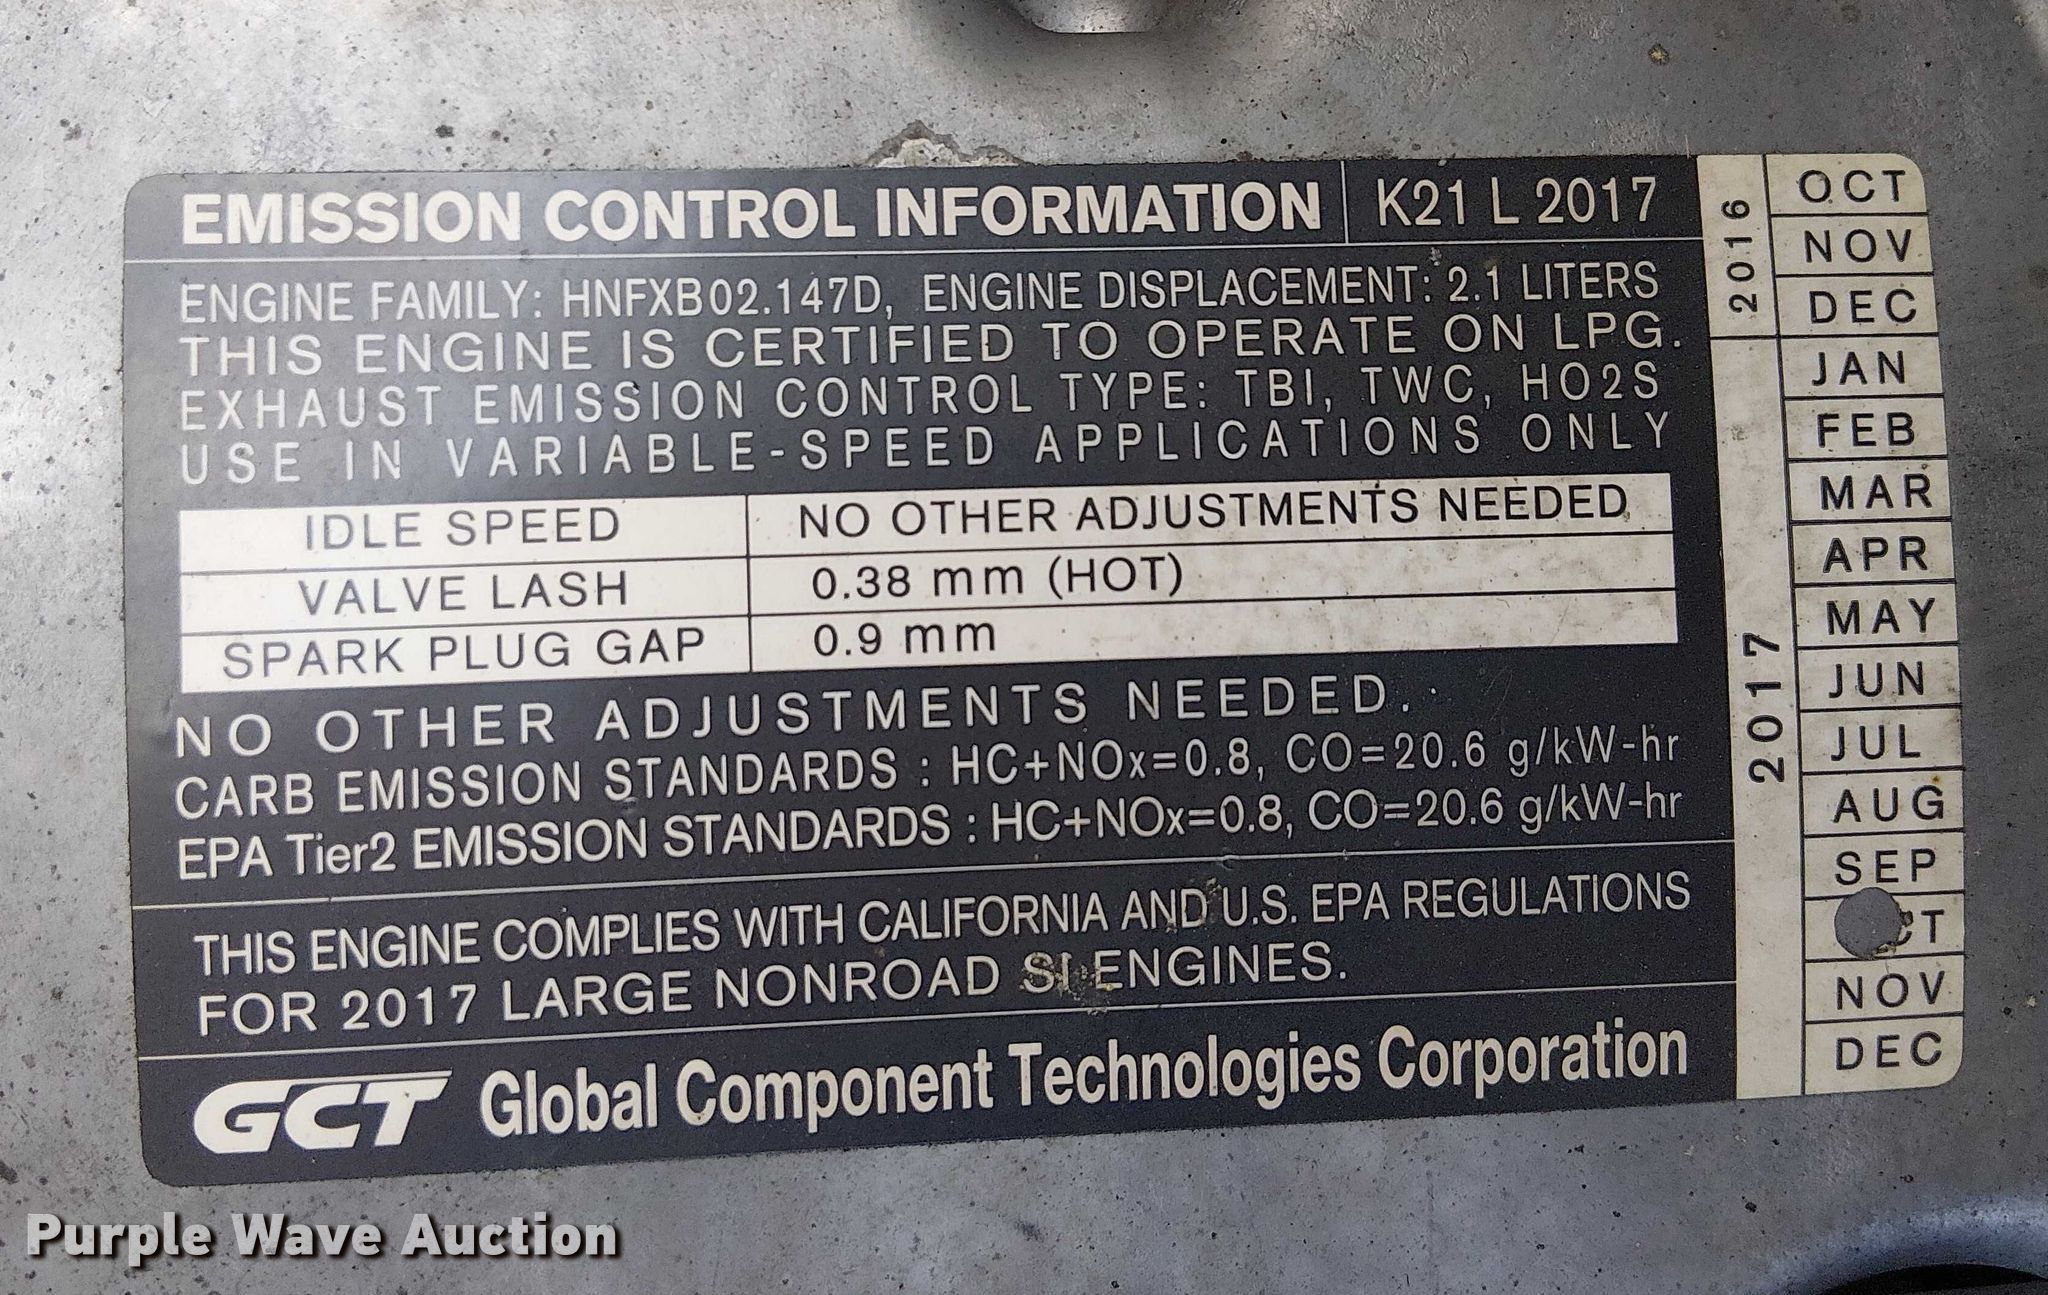 EMISSION CONTROL INFORMATION K21 L 2017
ENGINE FAMILY: HNFXB02.147D, ENGINE DISPLACEMENT: 2.1 LITERS
THIS ENGINE IS CERTIFIED TO OPERATE ON LPG.
EXHAUST EMISSION CONTROL TYPE: TBI, TWC, HO2S
USE IN VARIABLE-SPEED APPLICATIONS ONLY
IDLE SPEED NO OTHER ADJUSTMENTS NEEDED
VALVE LASH 0.38 mm (HOT)
SPARK PLUG GAP 0.9 mm
NO OTHER ADJUSTMENTS NEEDED.
CARB EMISSION STANDARDS : HC+NOx=0.8, CO=20.6 g/kW-hr
EPA Tier2 EMISSION STANDARDS : HC+NOx=0.8, CO=20.6 g/kW-hr
THIS ENGINE COMPLIES WITH CALIFORNIA AND U.S. EPA REGULATIONS
FOR 2017 LARGE NONROAD SI ENGINES.
GCT Global Component Technologies Corporation
2016
OCT
NOV
DEC
2017
JAN
FEB
MAR
APR
MAY
JUN
JUL
AUG
SEP
NOV
DEC
Purple Wave Auction